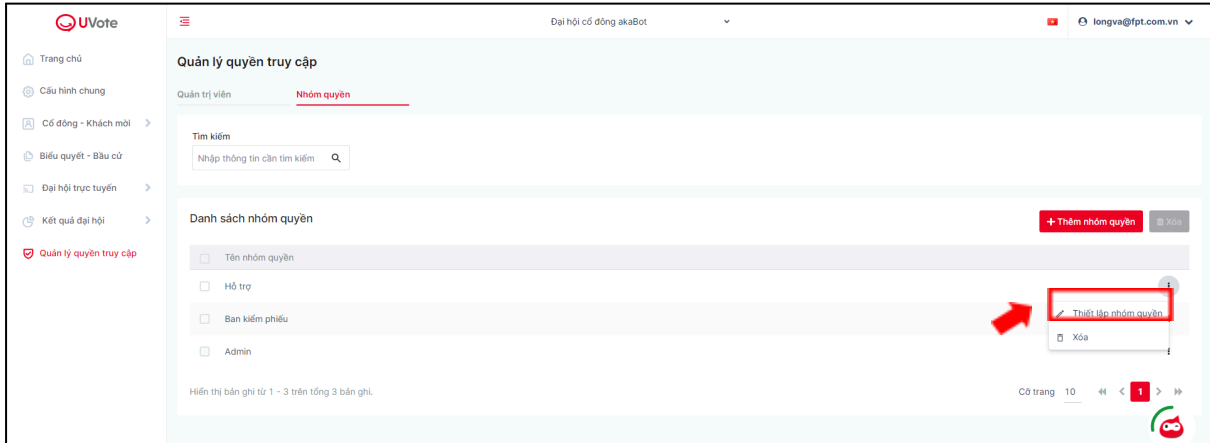 UVote
Đại hội cổ đông akaBot
longva@fpt.com.vn
Trang chủ
Cấu hình chung
Cổ đông - Khách mời
Biểu quyết - Bầu cử
Đại hội trực tuyến
Kết quả đại hội
Quản lý quyền truy cập
Quản lý quyền truy cập
Quản trị viên Nhóm quyền
Tìm kiếm
Nhập thông tin cần tìm kiếm
Danh sách nhóm quyền
+ Thêm nhóm quyền Xóa
Tên nhóm quyền
Hỗ trợ
Ban kiểm phiếu
Admin
Thiết lập nhóm quyền
Xóa
Hiển thị bản ghi từ 1 - 3 trên tổng 3 bản ghi.
Cỡ trang 10 1